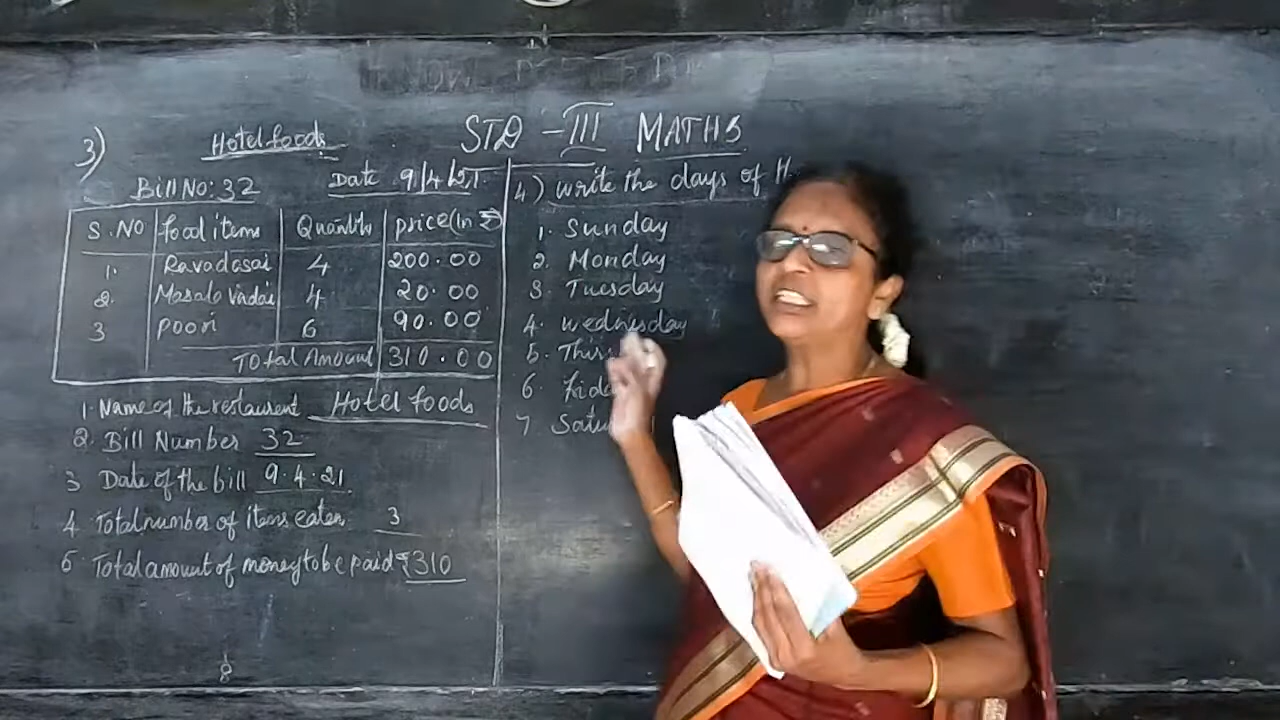 STD - III MATHS
3) Hotel foods
Bill No: 32 Date 9/4/21
S.NO food items Quantity price(In ₹)
1. Ravadasai 4 200.00
2. Masala Vadai 4 20.00
3 poori 6 90.00
Total Amount 310.00
1. Name of the restaurent Hotel foods
2. Bill Number 32
3 Date of the bill 9.4.21
4 Total number of items eaten 3
5 Total amount of money to be paid ₹310
4) write the days of
1. Sunday
2. Monday
3 Tuesday
4. wednesday
5.
6
7
8